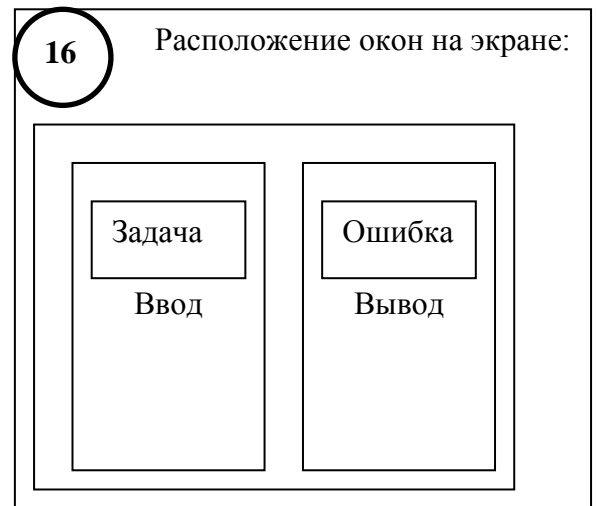 16
Расположение окон на экране:
Задача
Ошибка
Ввод
Вывод